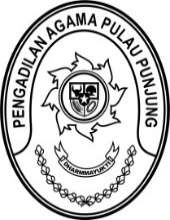 PENGADILAN AGAMA PULAU PUNJUNG
DHARMMAYUKTI